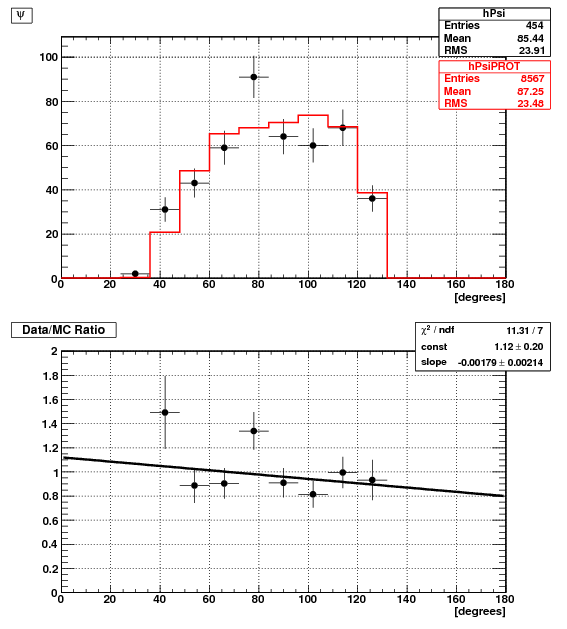 ψ
hPsi
Entries 454
Mean 85.44
RMS 23.91
hPsiPROT
Entries 8567
Mean 87.25
RMS 23.48
100
80
60
40
20
0
0 20 40 60 80 100 120 140 160 180
[degrees]
Data/MC Ratio
χ² / ndf 11.31 / 7
const 1.12 ± 0.20
slope -0.00179 ± 0.00214
2
1.8
1.6
1.4
1.2
1
0.8
0.6
0.4
0.2
0
0 20 40 60 80 100 120 140 160 180
[degrees]